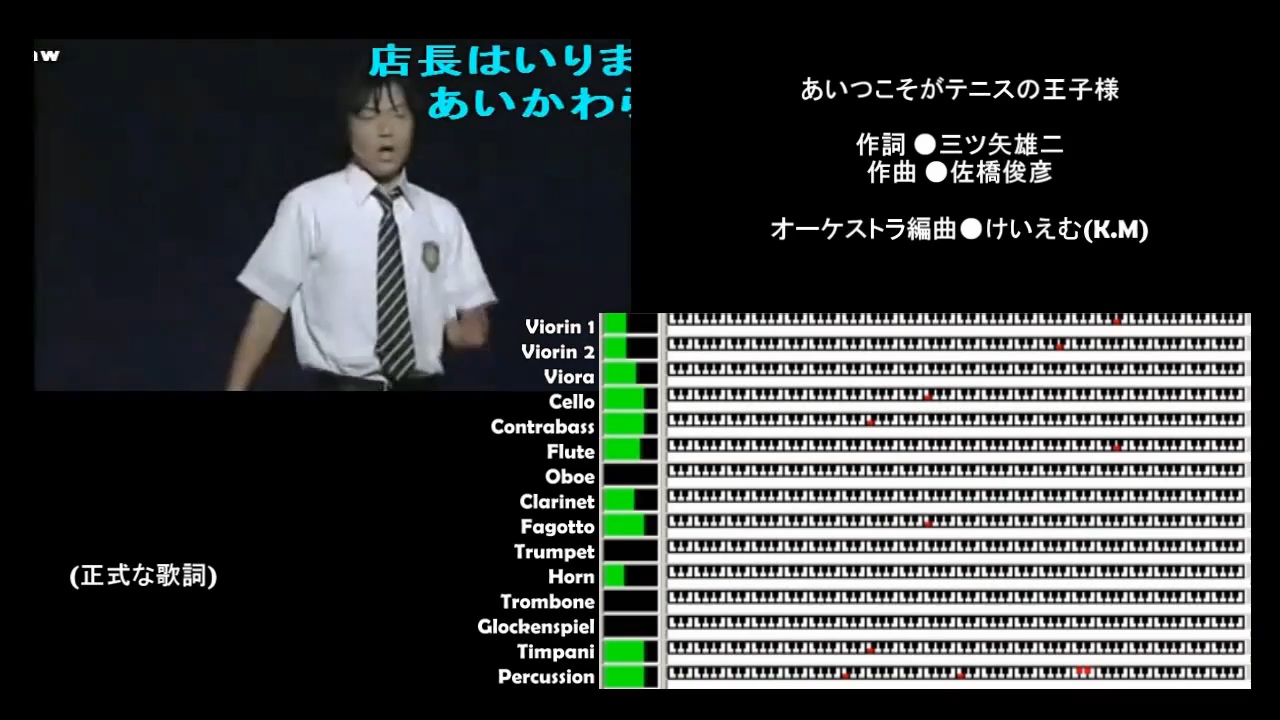 店長はいりま
あいかわら
あいつこそがテニスの王子様
作詞 ●三ツ矢雄二
作曲 ●佐橋俊彦
オーケストラ編曲●けいえむ(K.M)
Viorin 1
Viorin 2
Viora
Cello
Contrabass
Flute
Oboe
Clarinet
Fagotto
Trumpet
Horn
Trombone
Glockenspiel
Timpani
Percussion
(正式な歌詞)